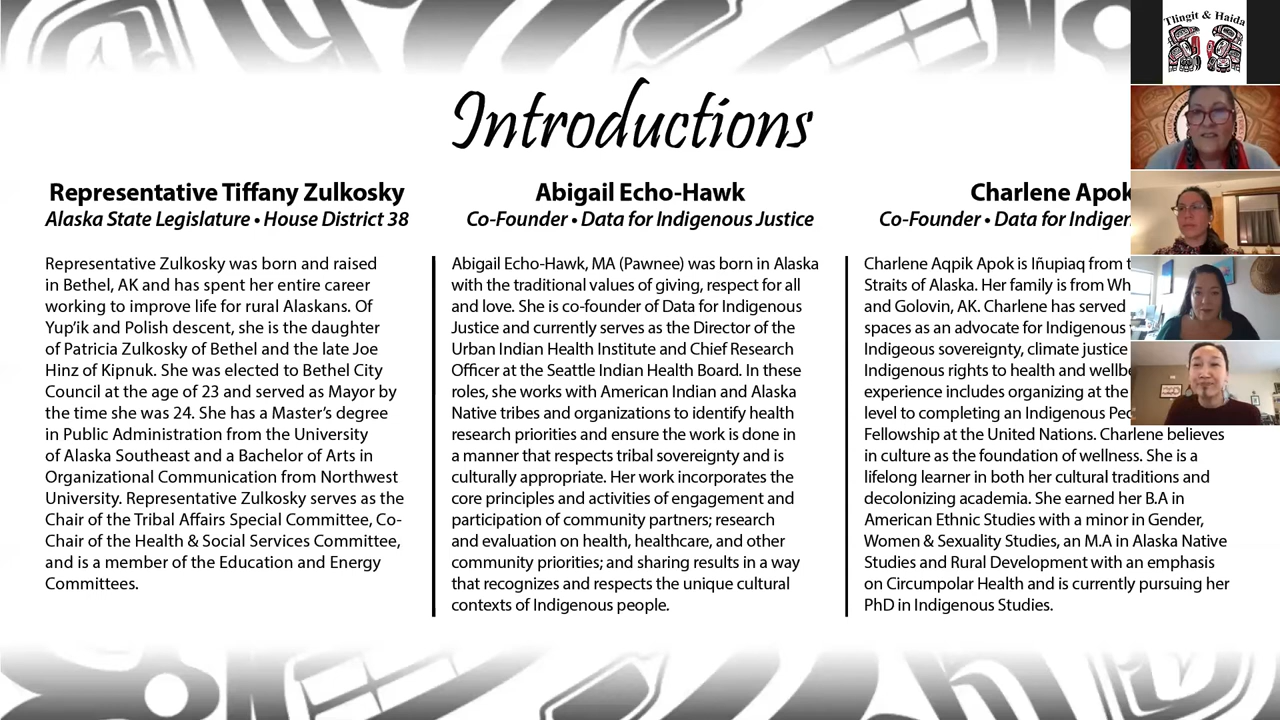 Tlingit & Haida
Introductions
Representative Tiffany Zulkosky
Alaska State Legislature • House District 38
Representative Zulkosky was born and raised
in Bethel, AK and has spent her entire career
working to improve life for rural Alaskans. Of
Yup’ik and Polish descent, she is the daughter
of Patricia Zulkosky of Bethel and the late Joe
Hinz of Kipnuk. She was elected to Bethel City
Council at the age of 23 and served as Mayor by
the time she was 24. She has a Master’s degree
in Public Administration from the University
of Alaska Southeast and a Bachelor of Arts in
Organizational Communication from Northwest
University. Representative Zulkosky serves as the
Chair of the Tribal Affairs Special Committee, Co-
Chair of the Health & Social Services Committee,
and is a member of the Education and Energy
Committees.
Abigail Echo-Hawk
Co-Founder • Data for Indigenous Justice
Abigail Echo-Hawk, MA (Pawnee) was born in Alaska
with the traditional values of giving, respect for all
and love. She is co-founder of Data for Indigenous
Justice and currently serves as the Director of the
Urban Indian Health Institute and Chief Research
Officer at the Seattle Indian Health Board. In these
roles, she works with American Indian and Alaska
Native tribes and organizations to identify health
research priorities and ensure the work is done in
a manner that respects tribal sovereignty and is
culturally appropriate. Her work incorporates the
core principles and activities of engagement and
participation of community partners; research
and evaluation on health, healthcare, and other
community priorities; and sharing results in a way
that recognizes and respects the unique cultural
contexts of Indigenous people.
Charlene Apok
Co-Founder • Data for
Charlene Aqpik Apok is Iñupiaq from
Straits of Alaska. Her family is from
and Golovin, AK. Charlene has served
spaces as an advocate for Indigenous
Indigeous sovereignty, climate justice
Indigenous rights to health and
experience includes organizing at the
level to completing an Indigenous
Fellowship at the United Nations. Charlene believes
in culture as the foundation of wellness. She is a
lifelong learner in both her cultural traditions and
decolonizing academia. She earned her B.A in
American Ethnic Studies with a minor in Gender,
Women & Sexuality Studies, an M.A in Alaska Native
Studies and Rural Development with an emphasis
on Circumpolar Health and is currently pursuing her
PhD in Indigenous Studies.